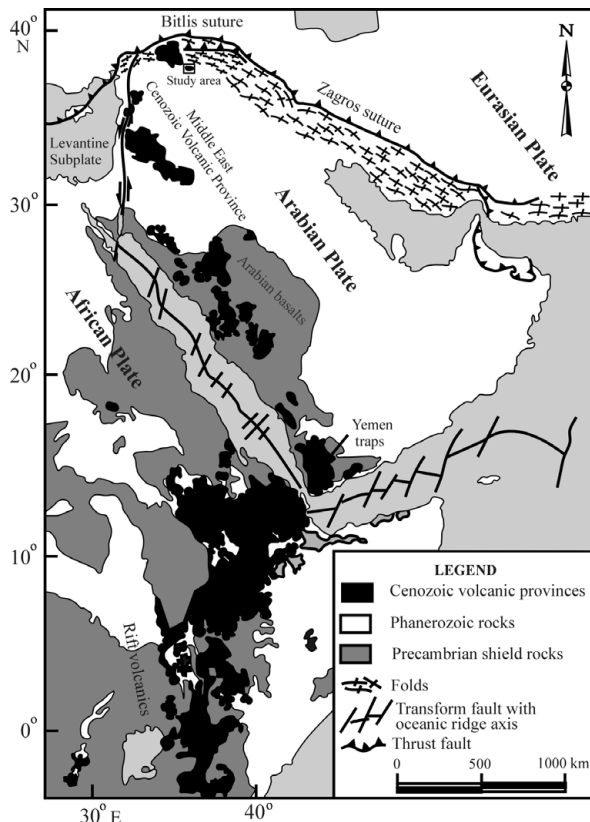 40°
N
Bitlis suture
N
Study area
Zagros suture
Eurasian Plate
Levantine
Subplate
Middle East
Cenozoic Volcanic Province
30°
Arabian Plate
Arabian basalts
African Plate
20°
Yemen
traps
10°
Rift volcanics
0°
30° E
40°
LEGEND
Cenozoic volcanic provinces
Phanerozoic rocks
Precambrian shield rocks
Folds
Transform fault with
oceanic ridge axis
Thrust fault
0 500 1000 km